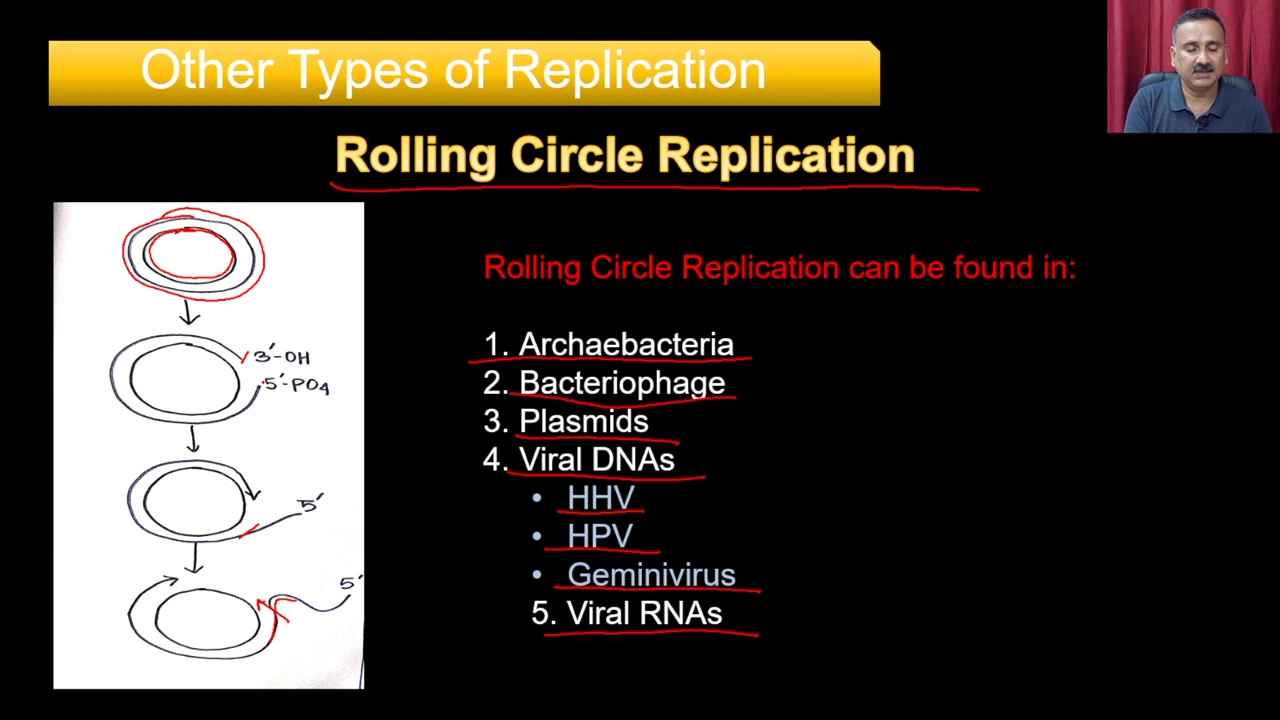 Other Types of Replication
Rolling Circle Replication
3'-OH
5'-PO4
5'
5'
Rolling Circle Replication can be found in:
1. Archaebacteria
2. Bacteriophage
3. Plasmids
4. Viral DNAs
• HHV
• HPV
• Geminivirus
5. Viral RNAs